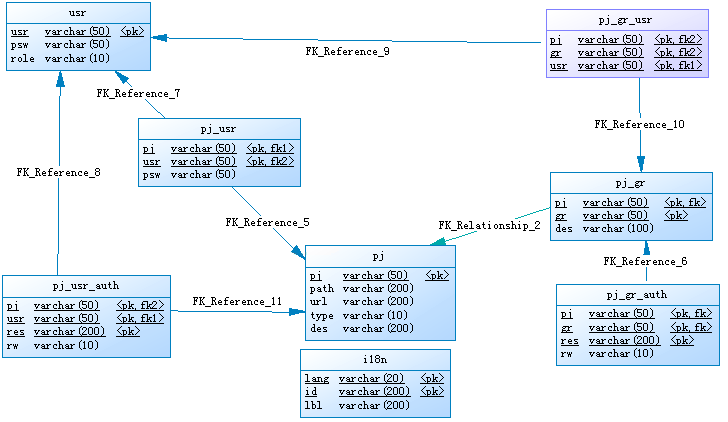 usr
usr varchar(50) <pk>
psw varchar(50)
role varchar(10)
pj_gr_usr
pj varchar(50) <pk,fk2>
gr varchar(50) <pk,fk2>
usr varchar(50) <pk,fk1>
FK_Reference_9
FK_Reference_7
pj_usr
pj varchar(50) <pk,fk1>
usr varchar(50) <pk,fk2>
psw varchar(50)
FK_Reference_10
FK_Reference_8
pj_gr
pj varchar(50) <pk,fk>
gr varchar(50) <pk>
des varchar(100)
FK_Reference_5
FK_Relationship_2
pj
pj varchar(50) <pk>
path varchar(200)
url varchar(200)
type varchar(10)
des varchar(200)
FK_Reference_6
pj_usr_auth
pj varchar(50) <pk,fk2>
usr varchar(50) <pk,fk1>
res varchar(200) <pk>
rw varchar(10)
FK_Reference_11
pj_gr_auth
pj varchar(50) <pk,fk>
gr varchar(50) <pk,fk>
res varchar(200) <pk>
rw varchar(10)
i18n
lang varchar(20) <pk>
id varchar(200) <pk>
lbl varchar(200)